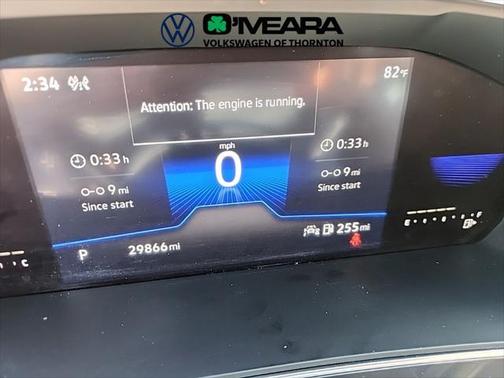 O'MEARA
VOLKSWAGEN OF THORNTON
2:34
82°F
Attention: The engine is running.
mph
0:33 h
0
0:33 h
9 mi
Since start
9 mi
Since start
C
E
F
P
29866 mi
255 mi